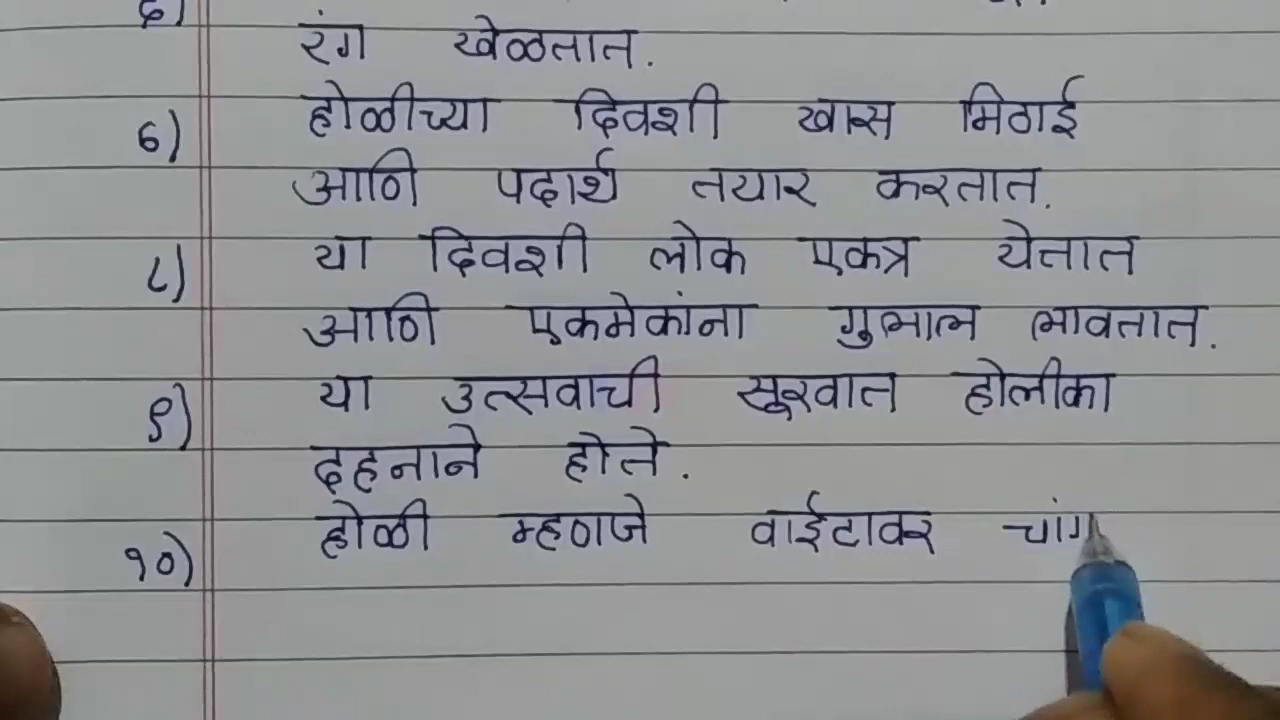 ६) रंग खेळतात.
७) होळीच्या दिवशी खास मिठाई
आणि पदार्थ तयार करतात.
८) या दिवशी लोक एकत्र येतात
आणि एकमेकांना गुलाल लावतात.
९) या उत्सवाची सूरवात होलीका
दहनाने होते.
१०) होळी म्हणजे वाईटावर चांग